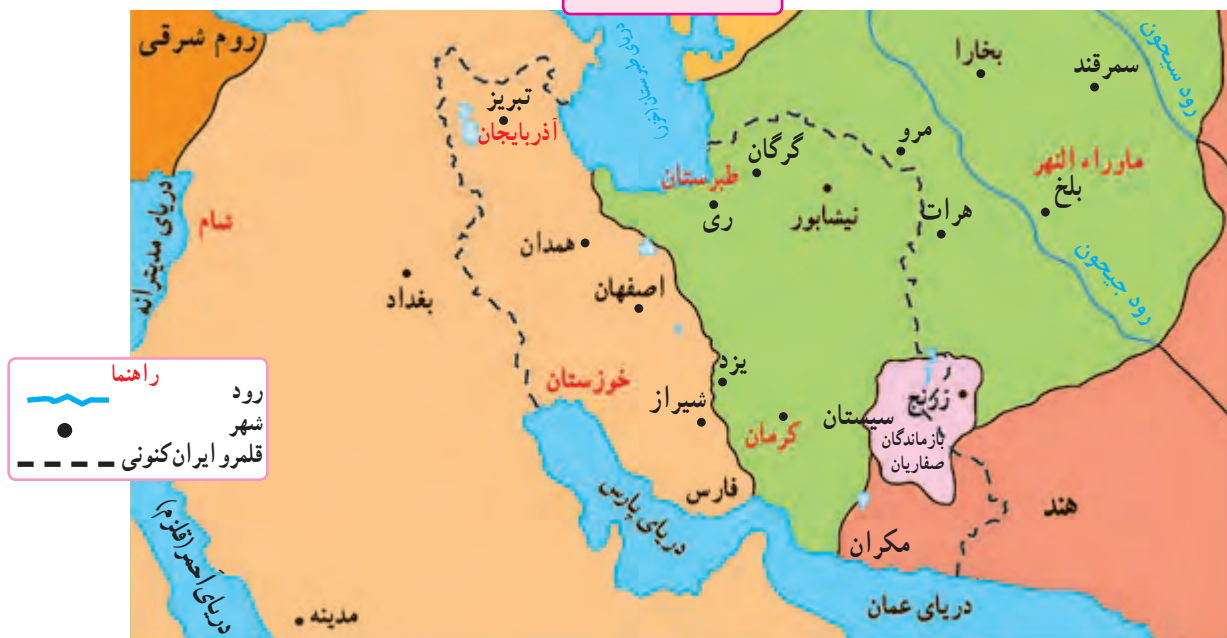 روم شرقی
بخارا
سمرقند
رود سیحون
دریای طبرستان (خزر)
تبریز
آذربایجان
گرگان
مرو
ماوراء النهر
طبرستان
ری
نیشابور
هرات
بلخ
رود جیحون
دریای مدیترانه
شام
همدان
بغداد
اصفهان
خوزستان
یزد
شیراز
کرمان
سیستان
زرنج
بازماندگان
صفاریان
فارس
دریای پارس
هند
مکران
دریای عمان
دریای احمر (قلزم)
مدینه
راهنما
رود
شهر
قلمرو ایران کنونی